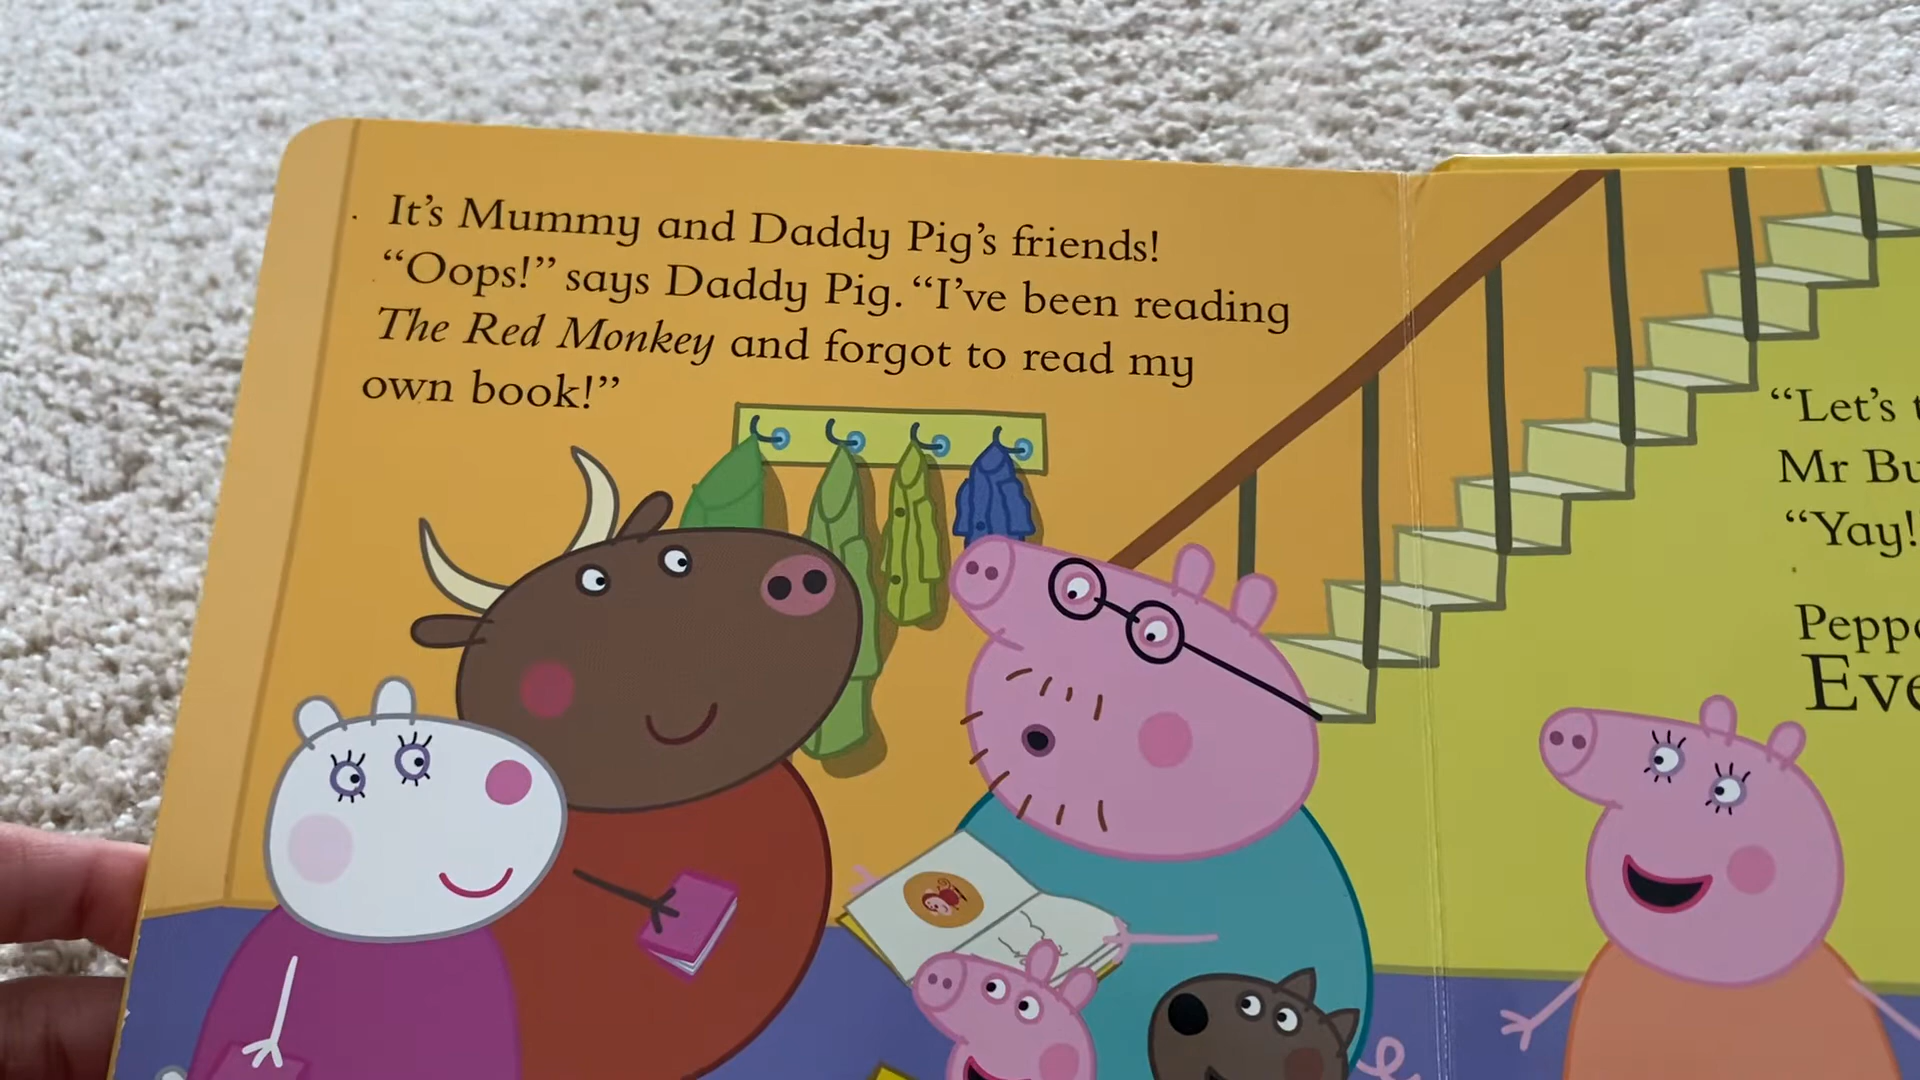 It's Mummy and Daddy Pig's friends!
“Oops!” says Daddy Pig. “I've been reading
The Red Monkey and forgot to read my
own book!”
“Let's
Mr
“Yay!